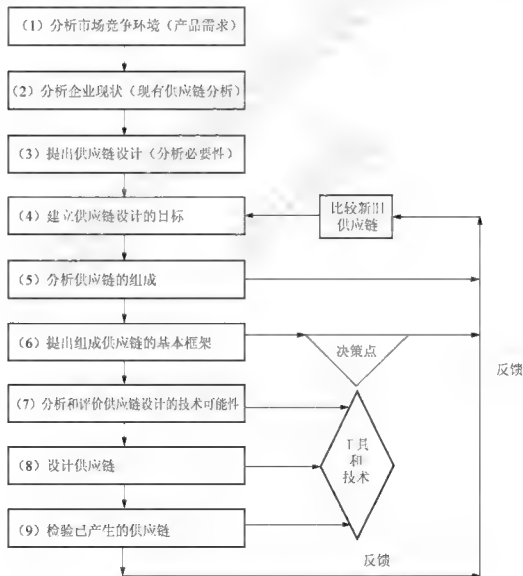 （1）分析市场竞争环境（产品需求）
（2）分析企业现状（现有供应链分析）
（3）提出供应链设计（分析必要性）
（4）建立供应链设计的目标
比较新旧
供应链
（5）分析供应链的组成
（6）提出组成供应链的基本框架
决策点
反馈
（7）分析和评价供应链设计的技术可能件
工具
和
技术
（8）设计供应链
（9）检验已产生的供应链
反馈